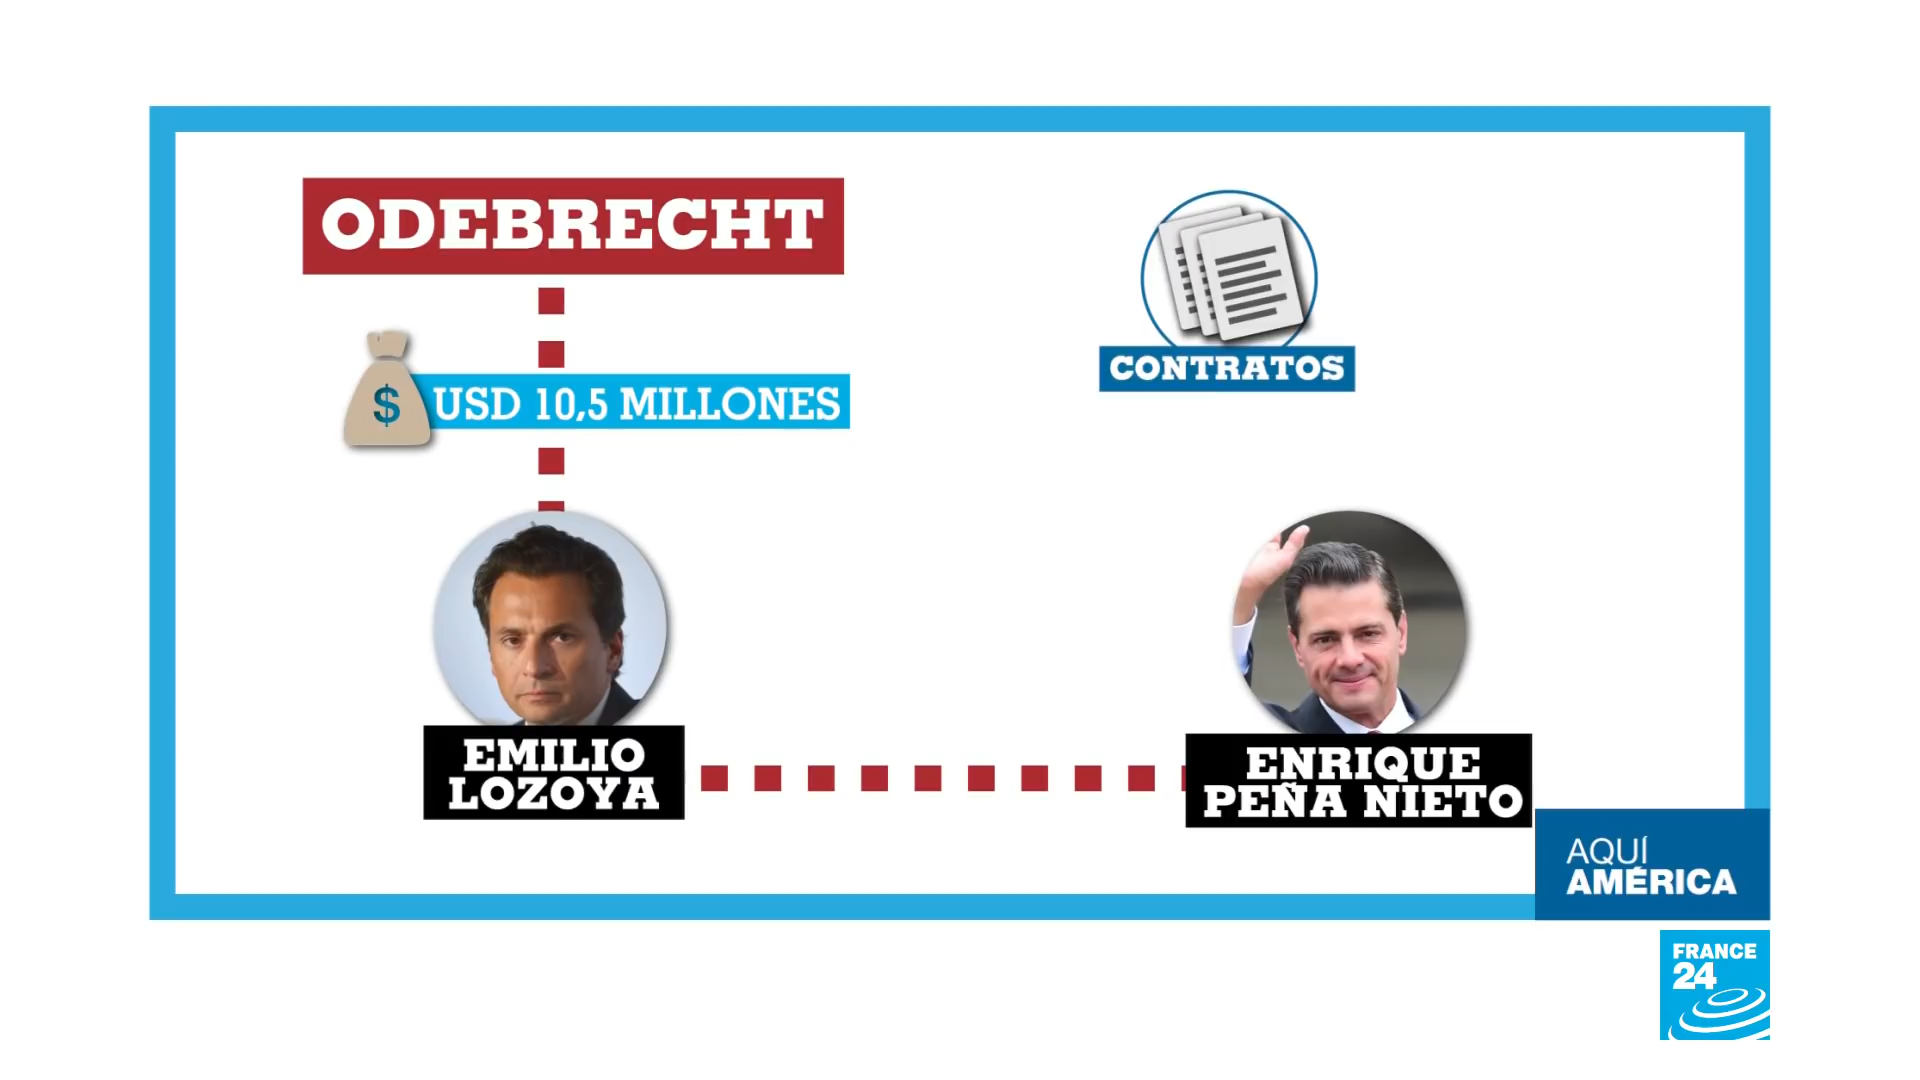 ODEBRECHT
$
USD 10,5 MILLONES
CONTRATOS
EMILIO
LOZOYA
ENRIQUE
PEÑA NIETO
AQUÍ
AMÉRICA
FRANCE
24